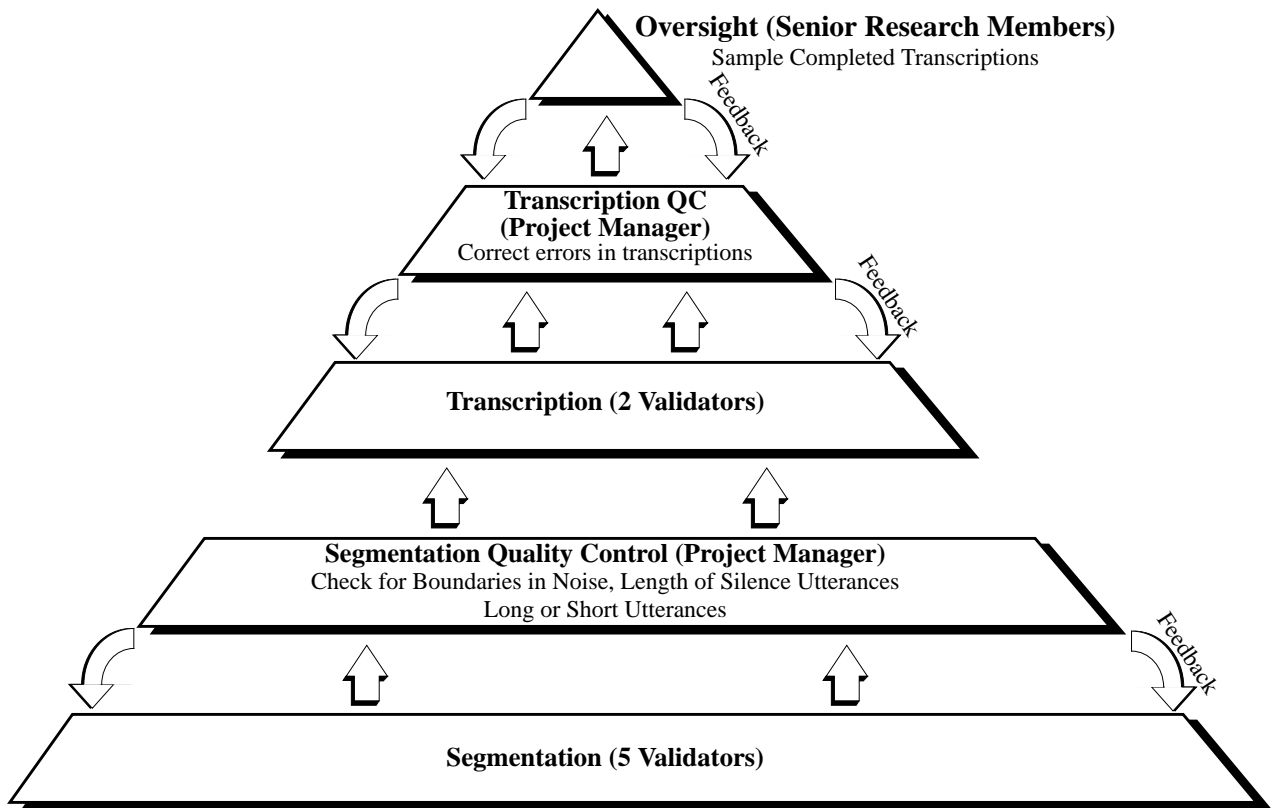 Oversight (Senior Research Members)
Sample Completed Transcriptions
Feedback
Transcription QC
(Project Manager)
Correct errors in transcriptions
Feedback
Transcription (2 Validators)
Segmentation Quality Control (Project Manager)
Check for Boundaries in Noise, Length of Silence Utterances
Long or Short Utterances
Feedback
Segmentation (5 Validators)